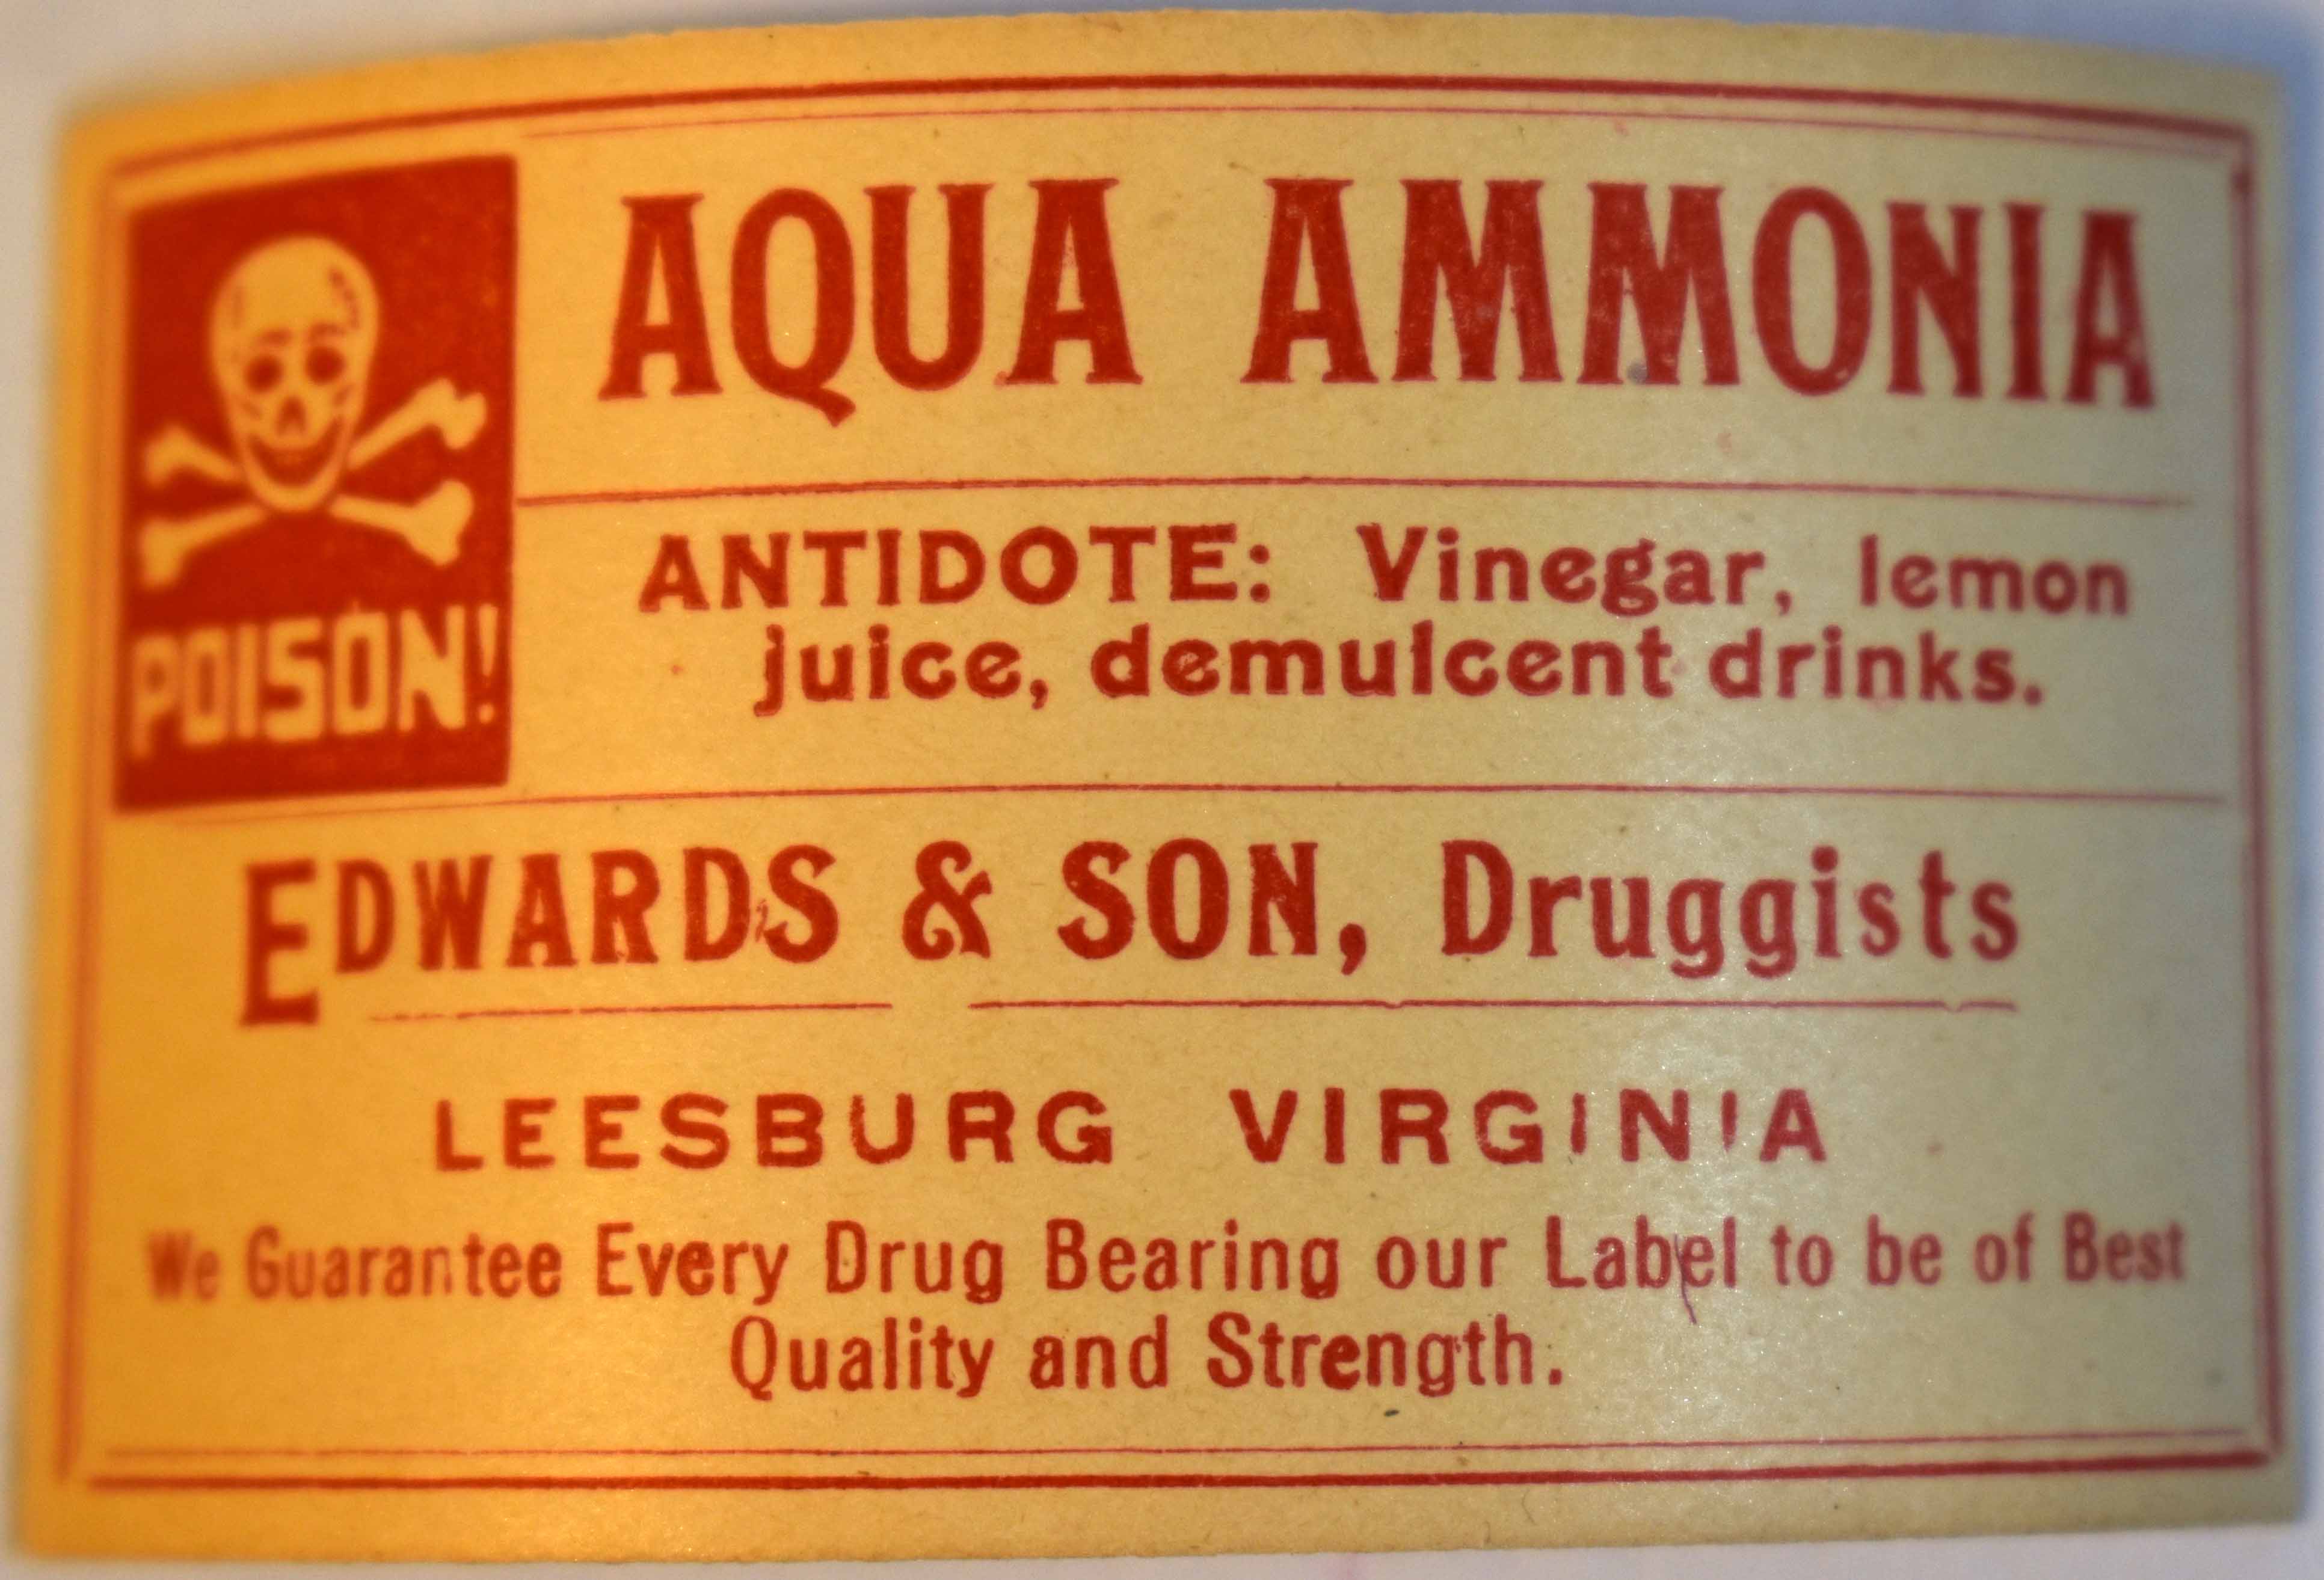 POISON!
AQUA AMMONIA
ANTIDOTE: Vinegar, lemon
juice, demulcent drinks.
EDWARDS & SON, Druggists
LEESBURG VIRGINIA
We Guarantee Every Drug Bearing our Label to be of Best
Quality and Strength.